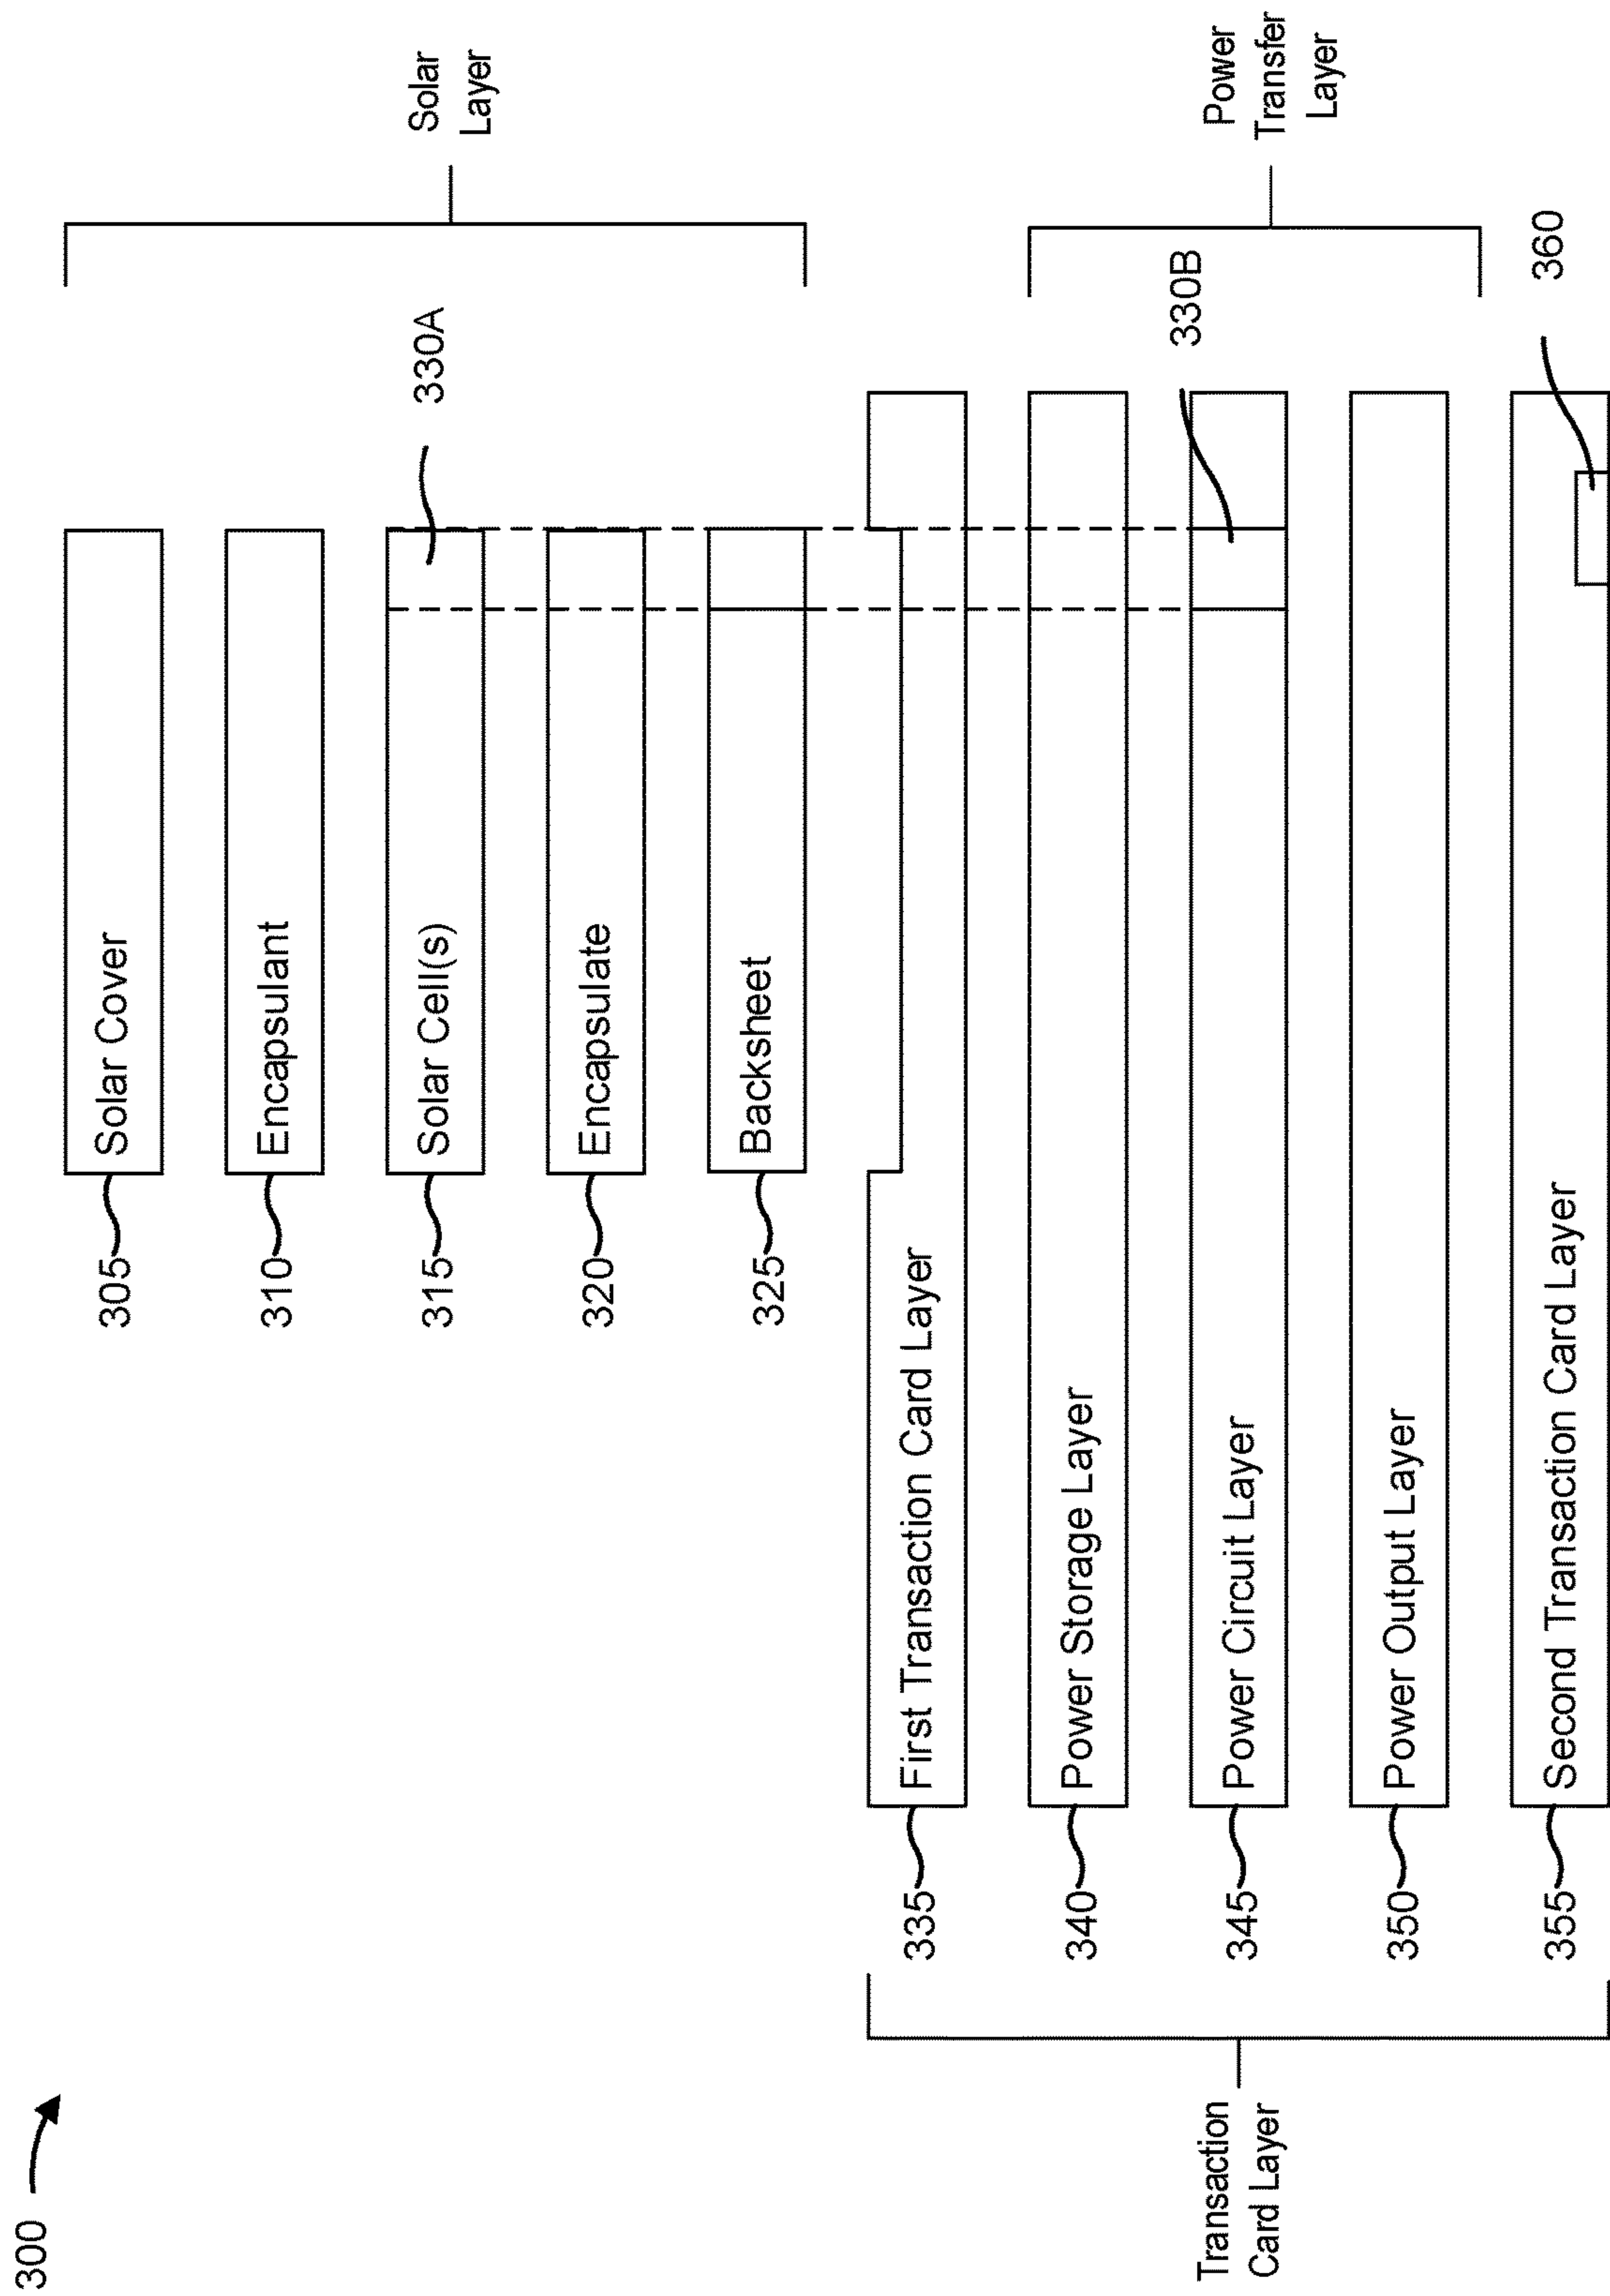 300
305
Solar Cover
310
Encapsulant
315
Solar Cell(s)
330A
320
Encapsulate
325
Backsheet
Solar
Layer
335
First Transaction Card Layer
340
Power Storage Layer
345
Power Circuit Layer
330B
350
Power Output Layer
355
Second Transaction Card Layer
360
Power
Transfer
Layer
Transaction
Card Layer